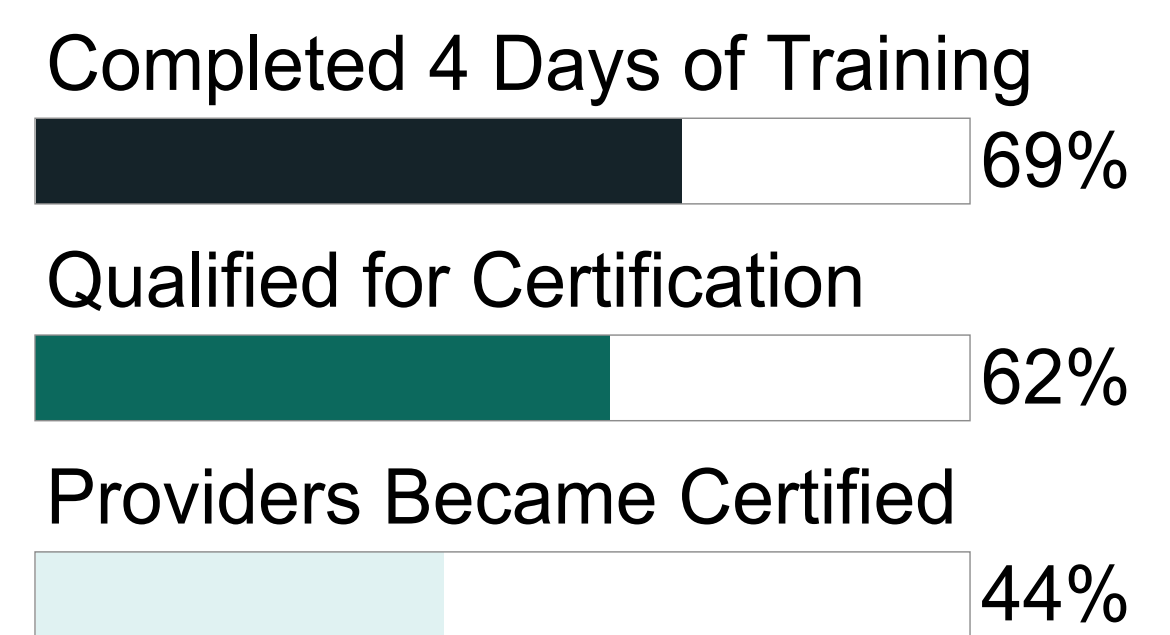 Completed 4 Days of Training
69%
Qualified for Certification
62%
Providers Became Certified
44%